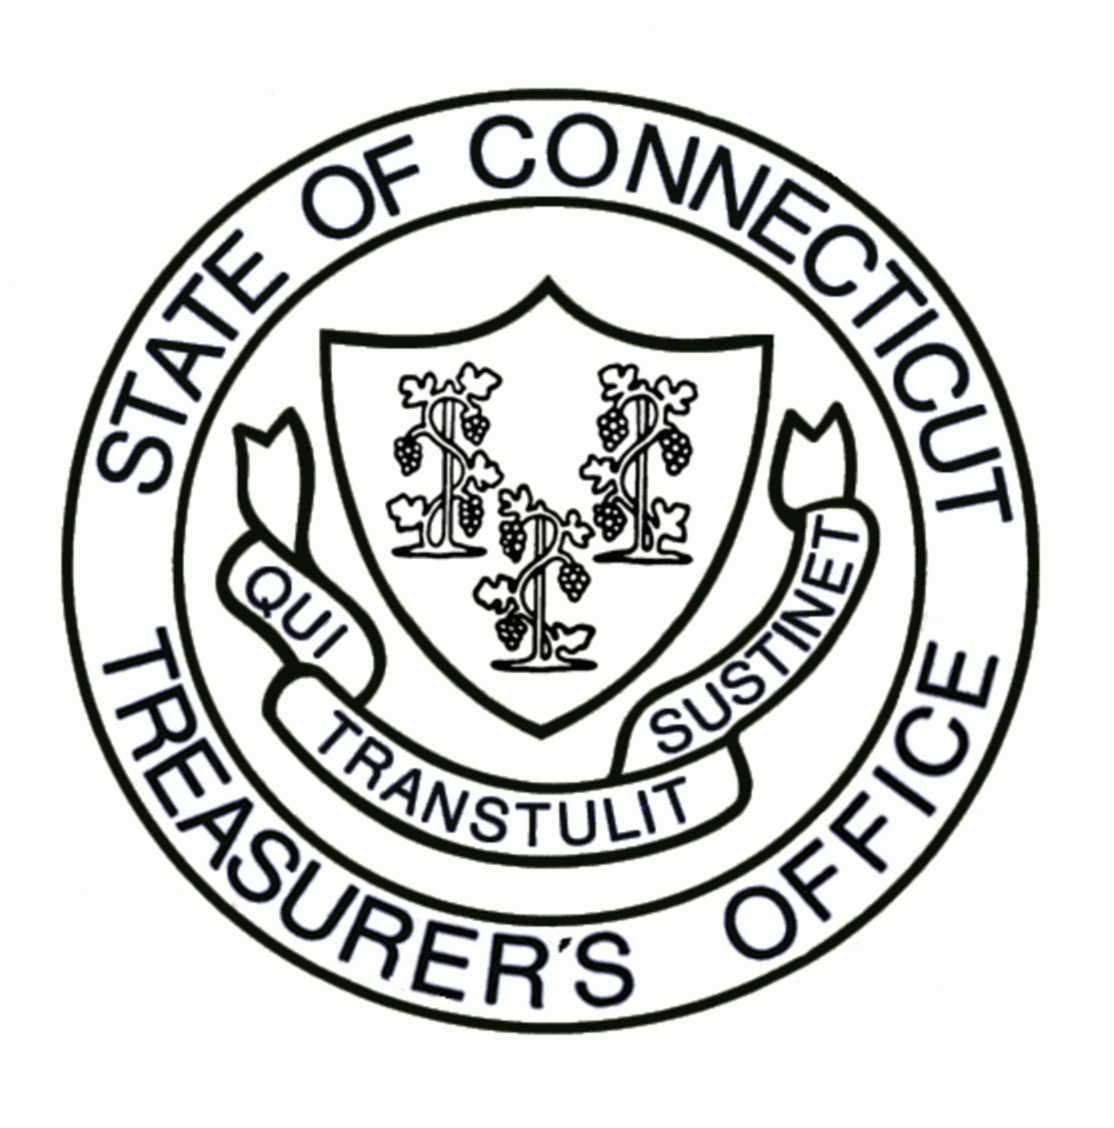 STATE OF CONNECTICUT
QUI
TRANSTULIT
SUSTINET
TREASURER'S OFFICE